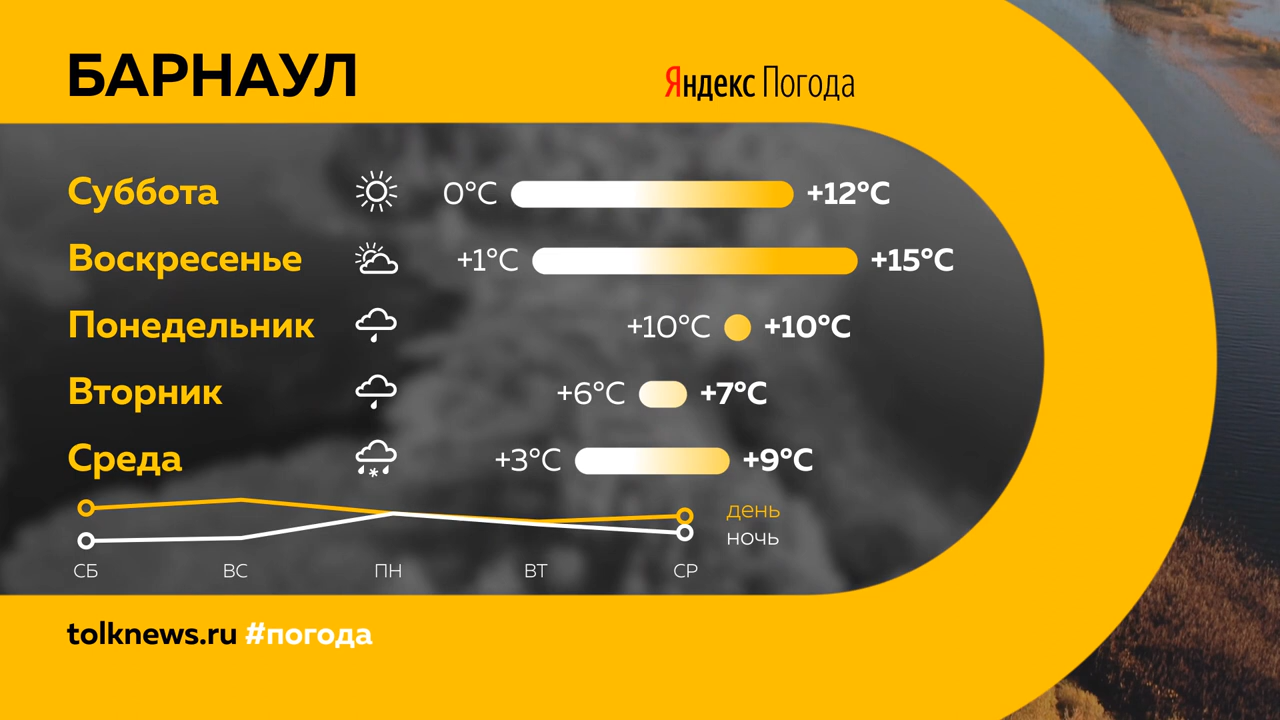 БАРНАУЛ
Яндекс Погода
Суббота 0°C +12°C
Воскресенье +1°C +15°C
Понедельник +10°C +10°C
Вторник +6°C +7°C
Среда +3°C +9°C
день
ночь
СБ ВС ПН ВТ СР
tolknews.ru #погода